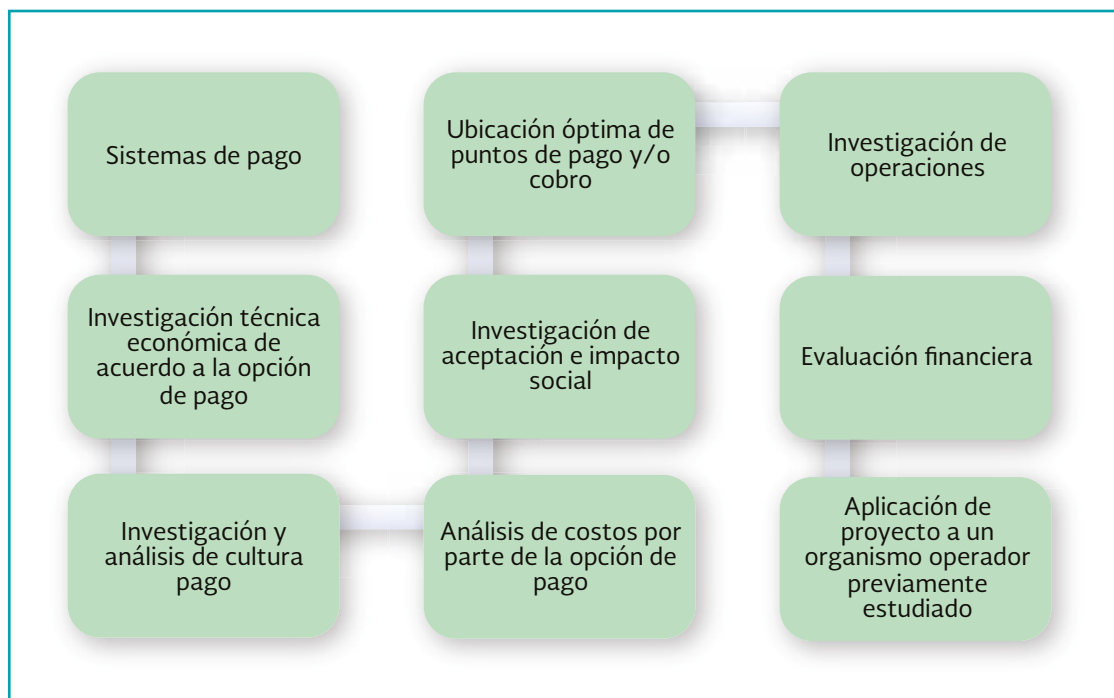 Sistemas de pago
Investigación técnica
económica de
acuerdo a la opción
de pago
Investigación y
análisis de cultura
pago
Análisis de costos por
parte de la opción de
pago
Investigación de
aceptación e impacto
social
Ubicación óptima de
puntos de pago y/o
cobro
Investigación de
operaciones
Evaluación financiera
Aplicación de
proyecto a un
organismo operador
previamente
estudiado